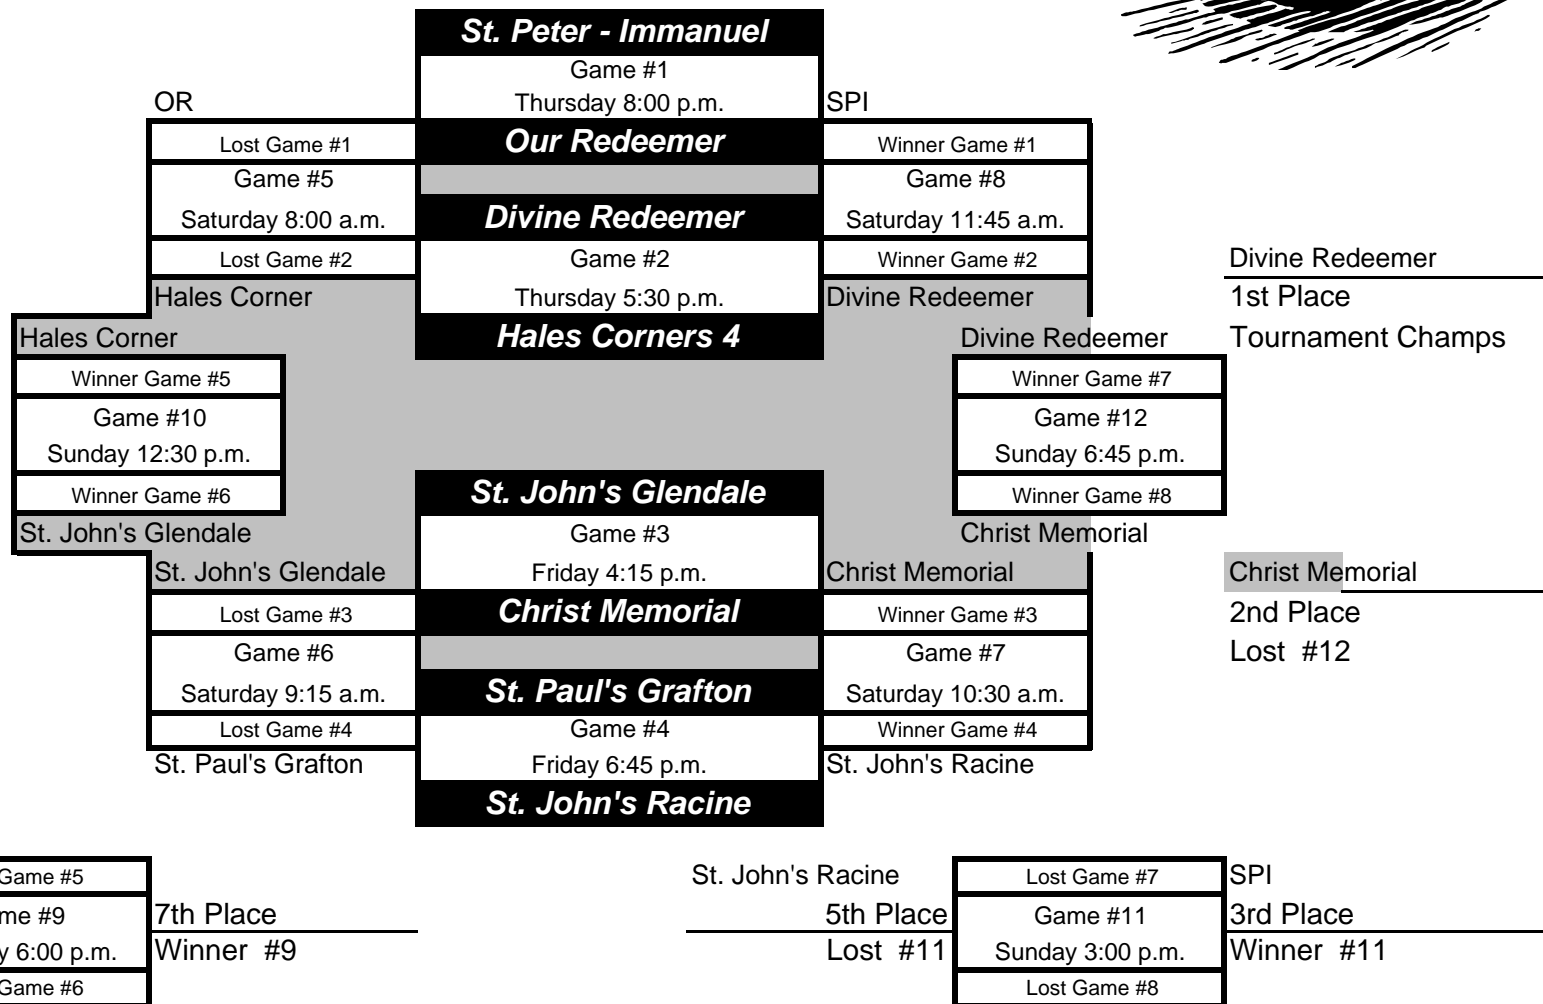 St. Peter - Immanuel
Game #1
OR
Thursday 8:00 p.m.
SPI
Lost Game #1
Our Redeemer
Winner Game #1
Game #5
Game #8
Saturday 8:00 a.m.
Divine Redeemer
Saturday 11:45 a.m.
Lost Game #2
Game #2
Winner Game #2
Divine Redeemer
Hales Corner
Thursday 5:30 p.m.
Divine Redeemer
1st Place
Hales Corner
Hales Corners 4
Divine Redeemer
Tournament Champs
Winner Game #5
Winner Game #7
Game #10
Game #12
Sunday 12:30 p.m.
Sunday 6:45 p.m.
Winner Game #6
St. John's Glendale
Winner Game #8
St. John's Glendale
Game #3
Christ Memorial
St. John's Glendale
Friday 4:15 p.m.
Christ Memorial
Christ Memorial
Lost Game #3
Christ Memorial
Winner Game #3
2nd Place
Game #6
Game #7
Lost #12
Saturday 9:15 a.m.
St. Paul's Grafton
Saturday 10:30 a.m.
Lost Game #4
Game #4
Winner Game #4
St. Paul's Grafton
Friday 6:45 p.m.
St. John's Racine
St. John's Racine
Game #5
St. John's Racine
Lost Game #7
SPI
me #9
7th Place
5th Place
Game #11
3rd Place
y 6:00 p.m.
Winner #9
Lost #11
Sunday 3:00 p.m.
Winner #11
Game #6
Lost Game #8